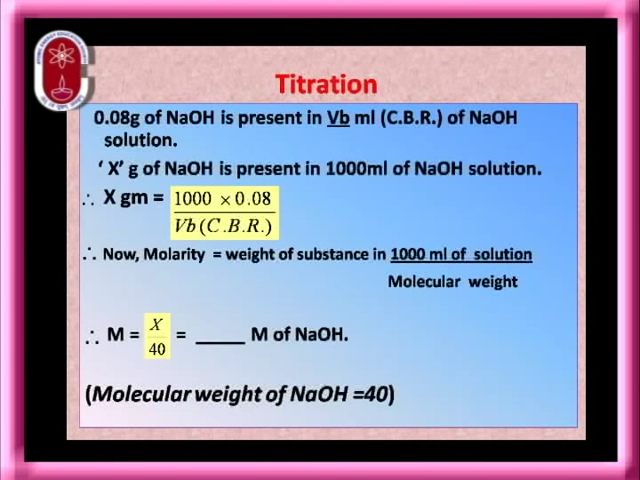 Titration
0.08g of NaOH is present in Vb ml (C.B.R.) of NaOH
solution.
‘ X’ g of NaOH is present in 1000ml of NaOH solution.
∴ X gm = 1000 × 0.08
Vb (C.B.R.)
∴ Now, Molarity = weight of substance in 1000 ml of solution
Molecular weight
∴ M = X
40 = _____ M of NaOH.
(Molecular weight of NaOH =40)